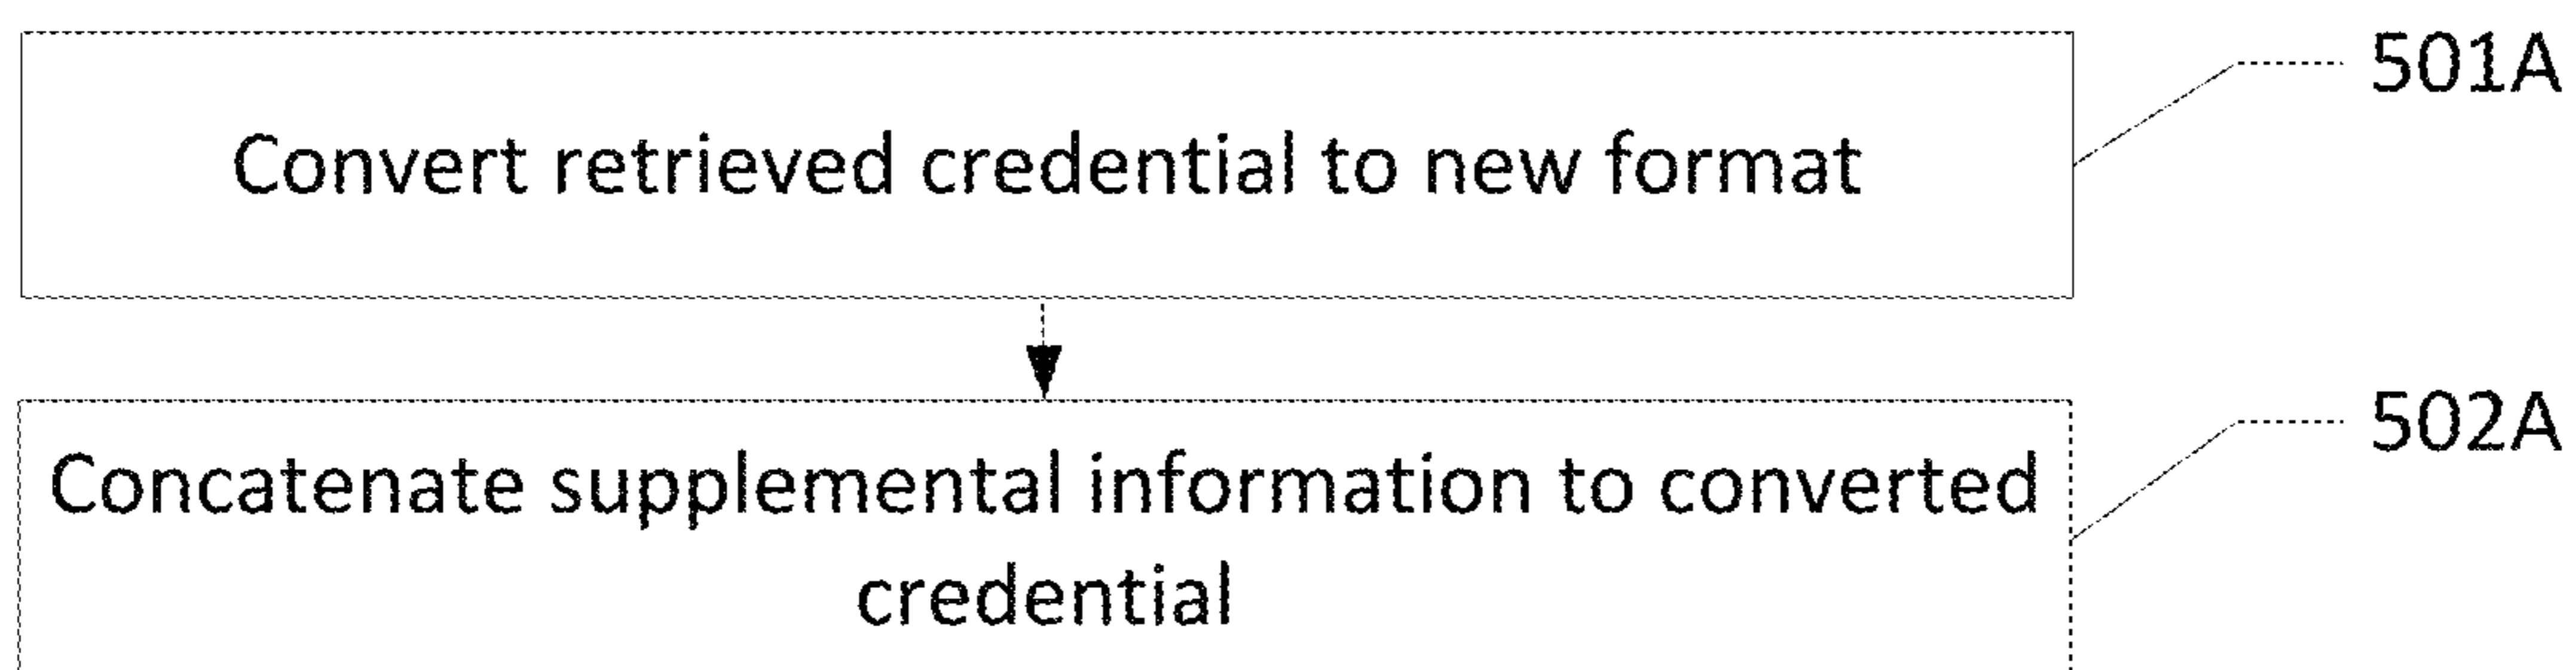 Convert retrieved credential to new format
501A
Concatenate supplemental information to converted
credential
502A